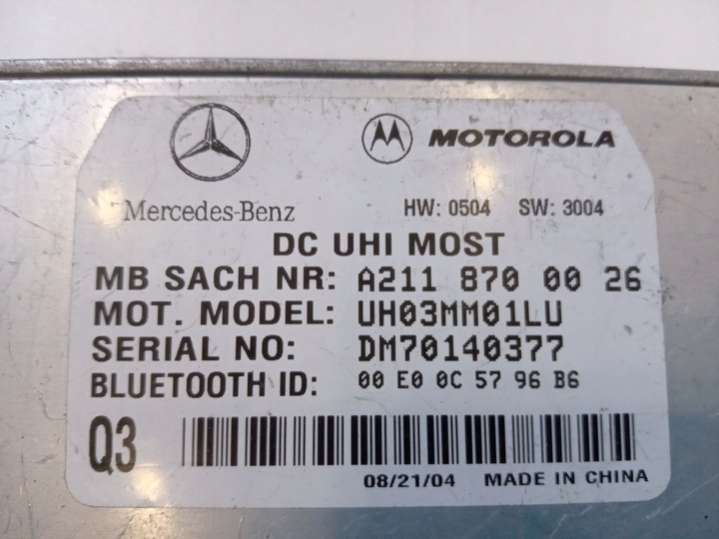 MOTOROLA
Mercedes-Benz
HW: 0504 SW: 3004
DC UHI MOST
MB SACH NR: A211 870 00 26
MOT. MODEL: UH03MM01LU
SERIAL NO: DM70140377
BLUETOOTH ID: 00 E0 0C 57 96 B6
Q3
08/21/04 MADE IN CHINA